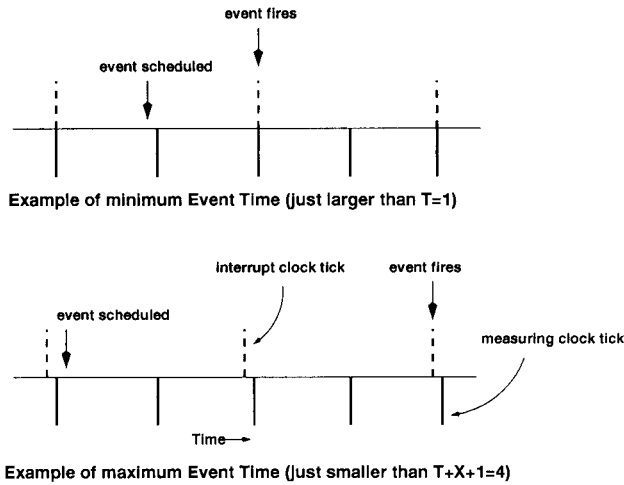 event fires
event scheduled
Example of minimum Event Time (just larger than T=1)
interrupt clock tick
event fires
event scheduled
measuring clock tick
Time
Example of maximum Event Time (just smaller than T+X+1=4)